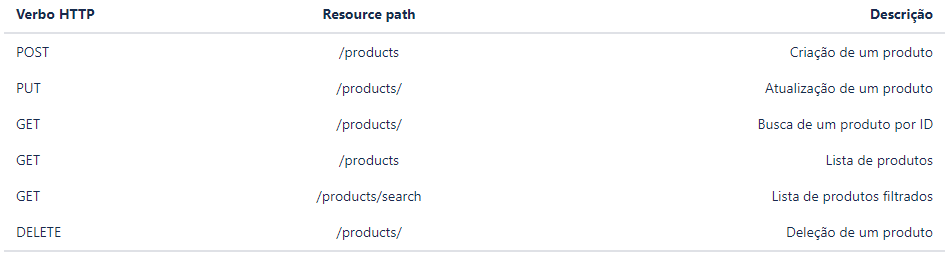 Verbo HTTP Resource path Descrição
POST /products Criação de um produto
PUT /products/ Atualização de um produto
GET /products/ Busca de um produto por ID
GET /products Lista de produtos
GET /products/search Lista de produtos filtrados
DELETE /products/ Deleção de um produto